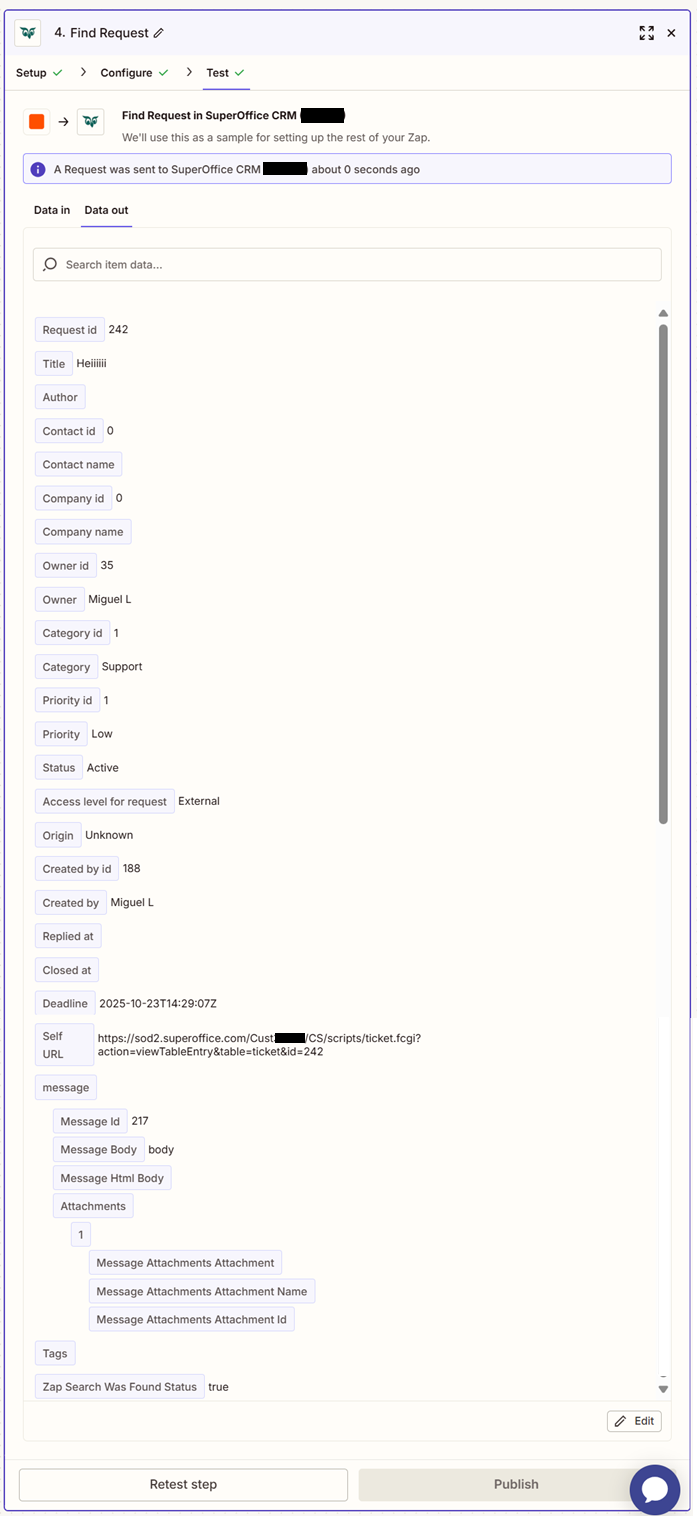 4. Find Request
Setup
Configure
Test
Find Request in SuperOffice CRM (
We'll use this as a sample for setting up the rest of your Zap.
A Request was sent to SuperOffice CRM ) about 0 seconds ago
Data in Data out
Search item data...
Request id 242
Title Heiiiiii
Author
Contact id 0
Contact name
Company id 0
Company name
Owner id 35
Owner Miguel L
Category id 1
Category Support
Priority id 1
Priority Low
Status Active
Access level for request External
Origin Unknown
Created by id 188
Created by Miguel L
Replied at
Closed at
Deadline 2025-10-23T14:29:07Z
Self
URL
https://sod2.superoffice.com/Cust /CS/scripts/ticket.fcgi?
action=viewTableEntry&table=ticket&id=242
message
Message Id 217
Message Body body
Message Html Body
Attachments
1
Message Attachments Attachment
Message Attachments Attachment Name
Message Attachments Attachment Id
Tags
Zap Search Was Found Status true
Edit
Retest step
Publish